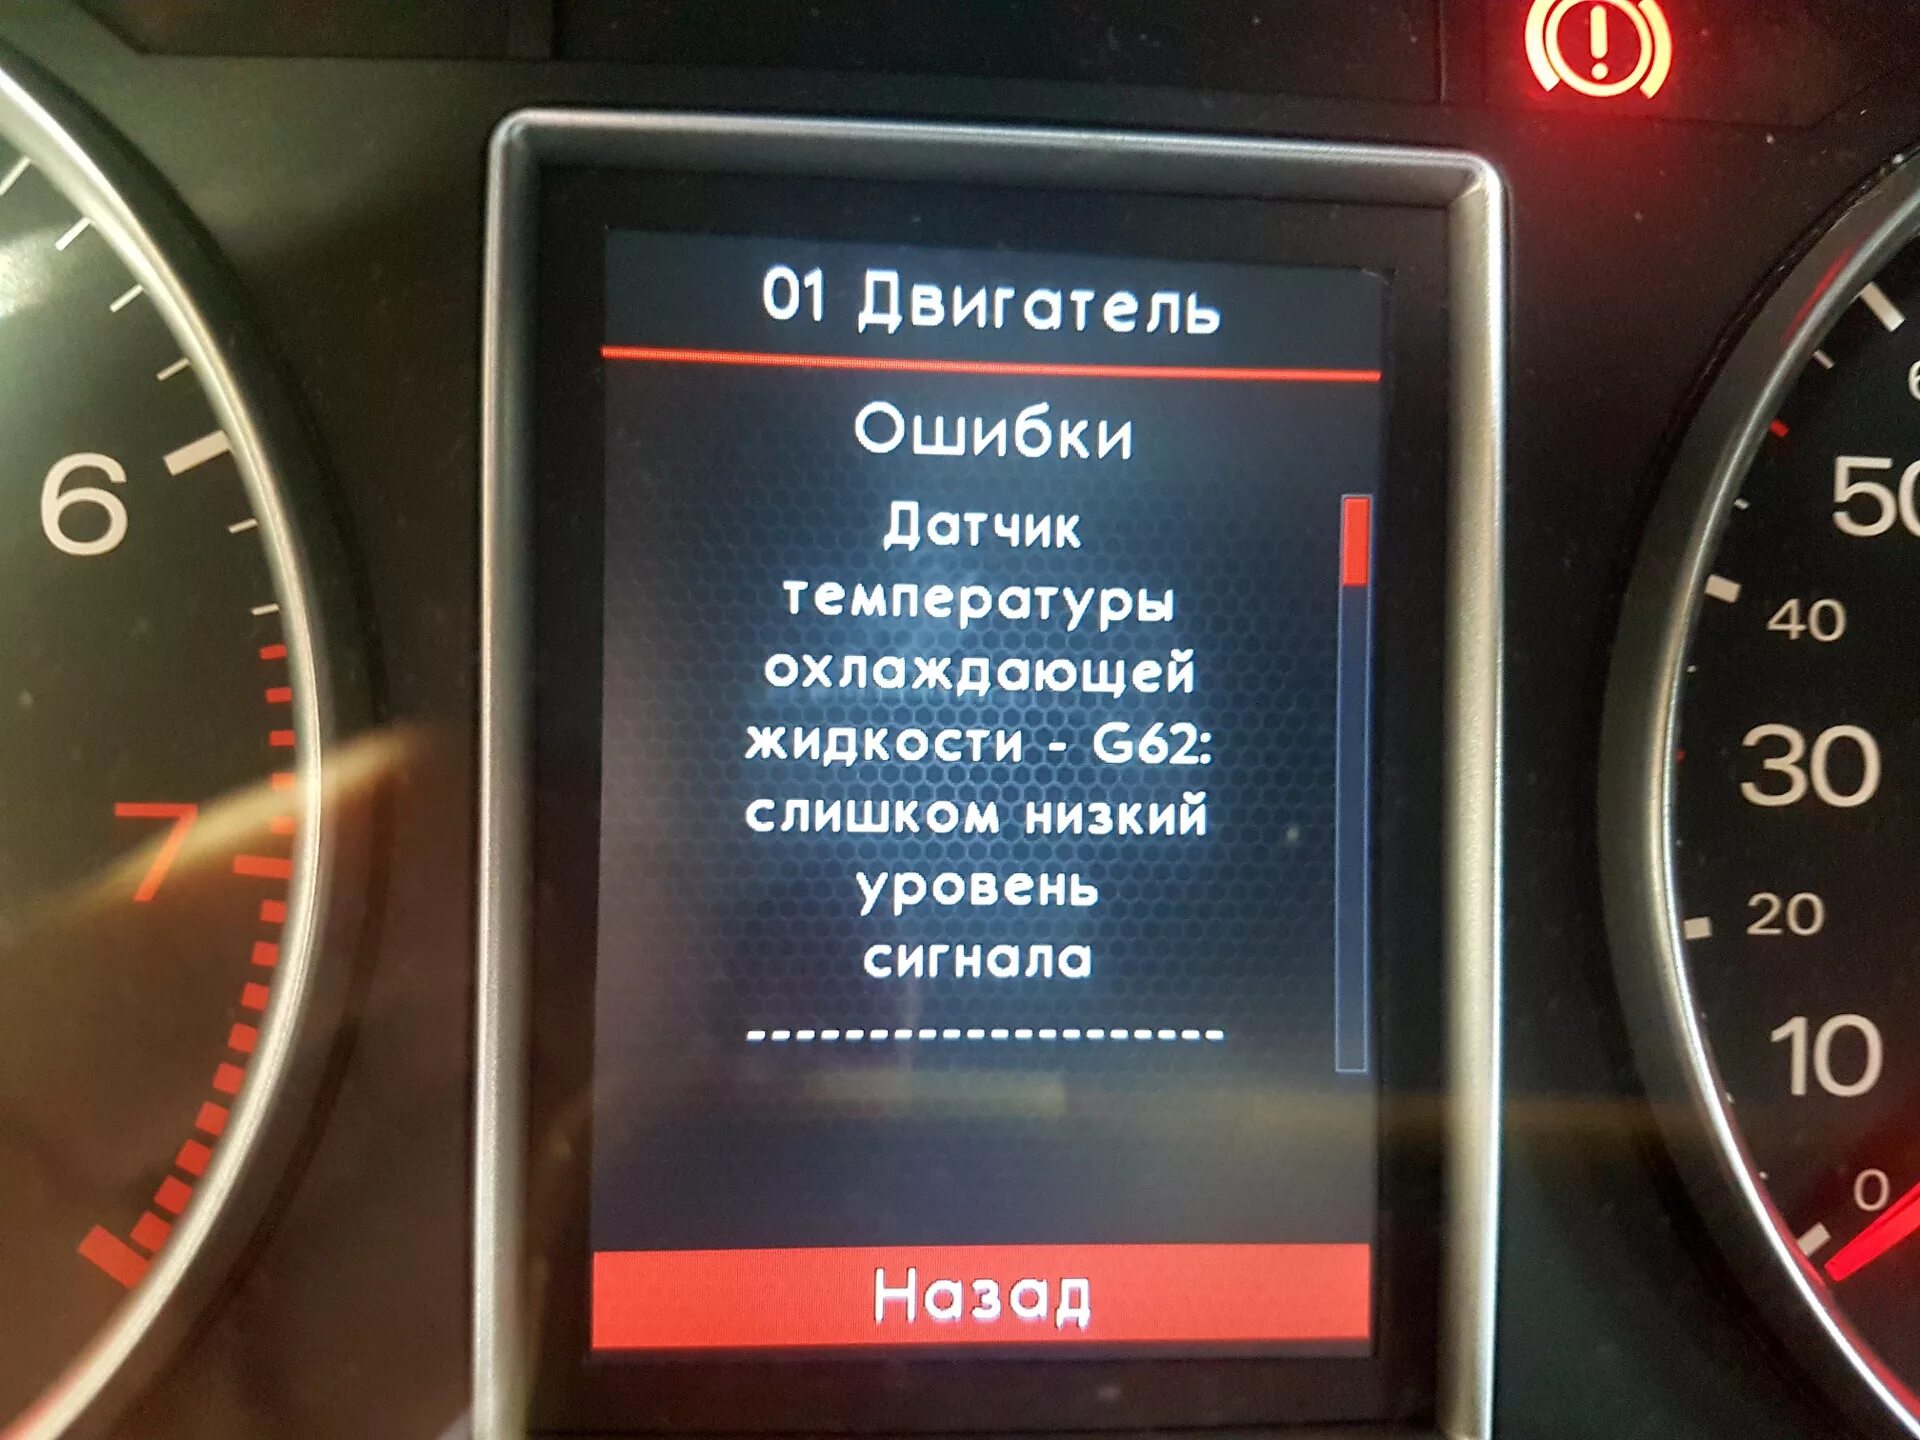 01 Двигатель
Ошибки
Датчик
температуры
охлаждающей
жидкости - G62:
слишком низкий
уровень
сигнала
--------------------
Назад
6
7
50
40
30
20
10
0